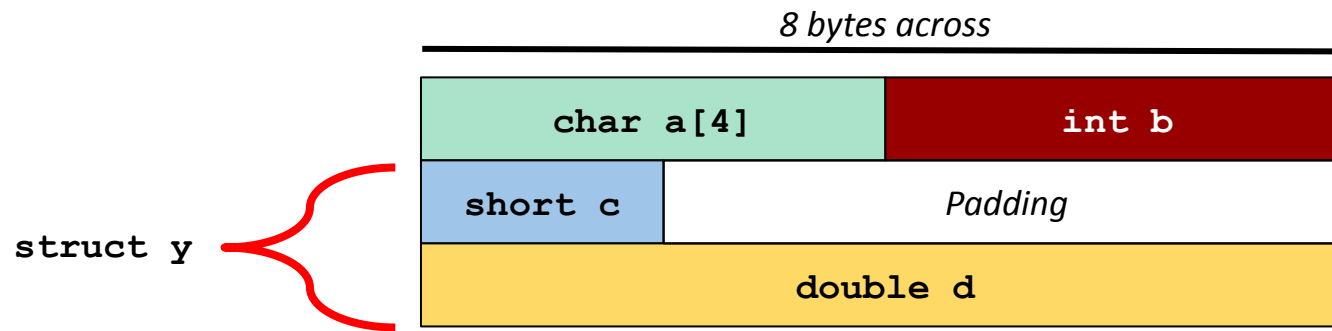 8 bytes across
char a[4] int b
short c Padding
struct y
double d